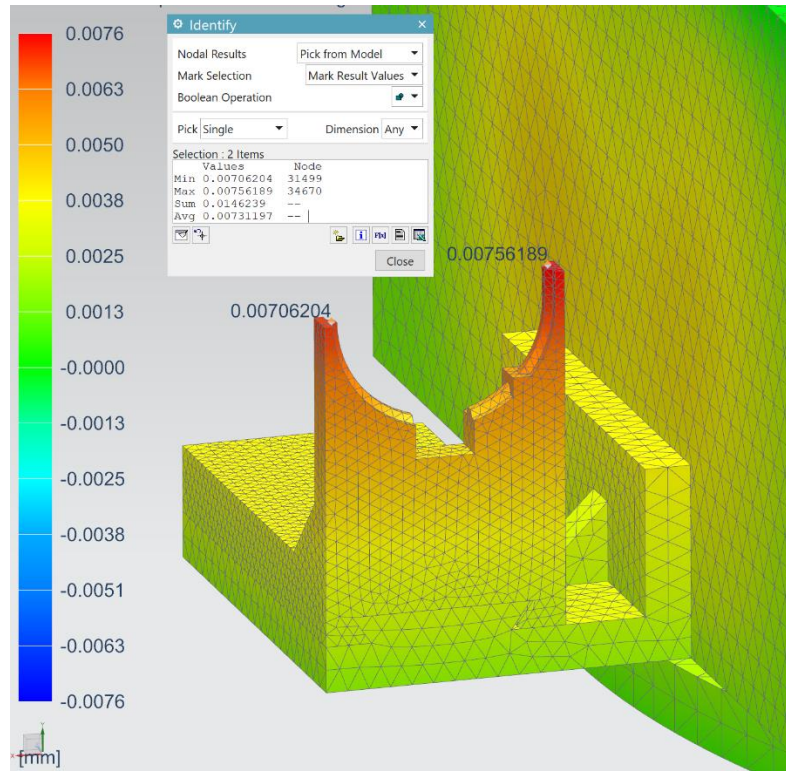 Identify
Nodal Results Pick from Model
Mark Selection Mark Result Values
Boolean Operation
Pick Single Dimension Any
Selection : 2 Items
Values Node
Min 0.00706204 31499
Max 0.00756189 34670
Sum 0.0146239 --
Avg 0.00731197 --
Close
0.00756189
0.00706204
0.0076
0.0063
0.0050
0.0038
0.0025
0.0013
-0.0000
-0.0013
-0.0025
-0.0038
-0.0051
-0.0063
-0.0076
[mm]